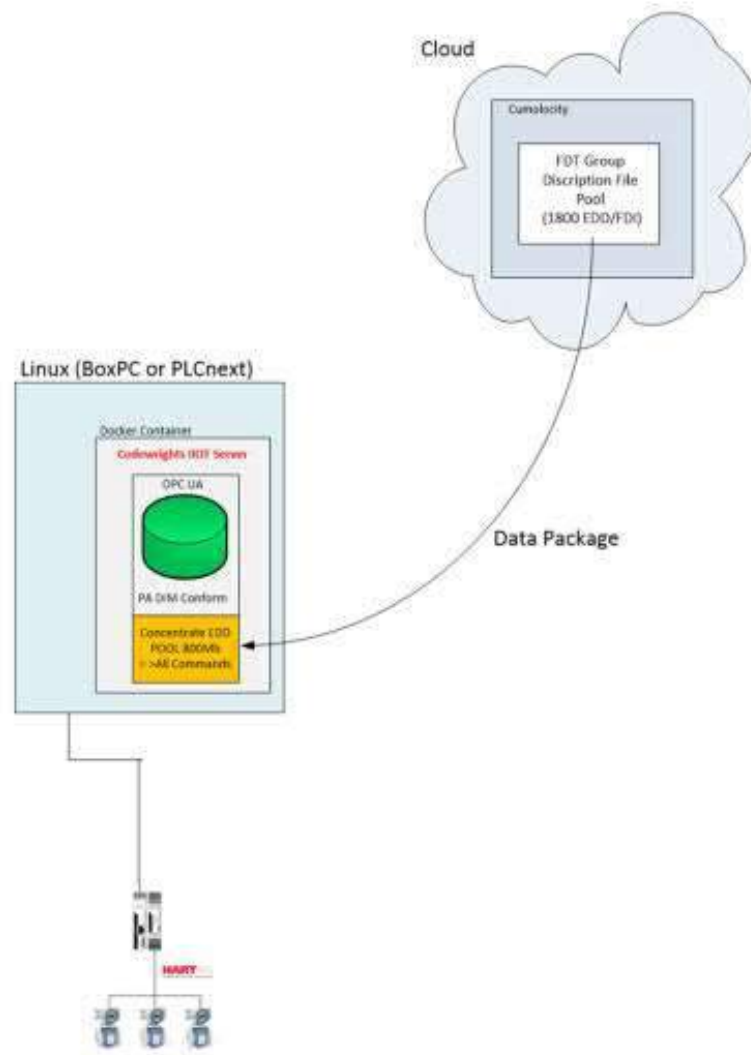 Cloud
Cumolocity
FDT Group
Discription File
Pool
(1800 EDD/FDI)
Linux (BoxPC or PLCnext)
Docker Container
Codewrights IIOT Server
OPC UA
PA DIM Conform
Concentrate EDD
POOL 800Mb
>All Commands
Data Package
HART